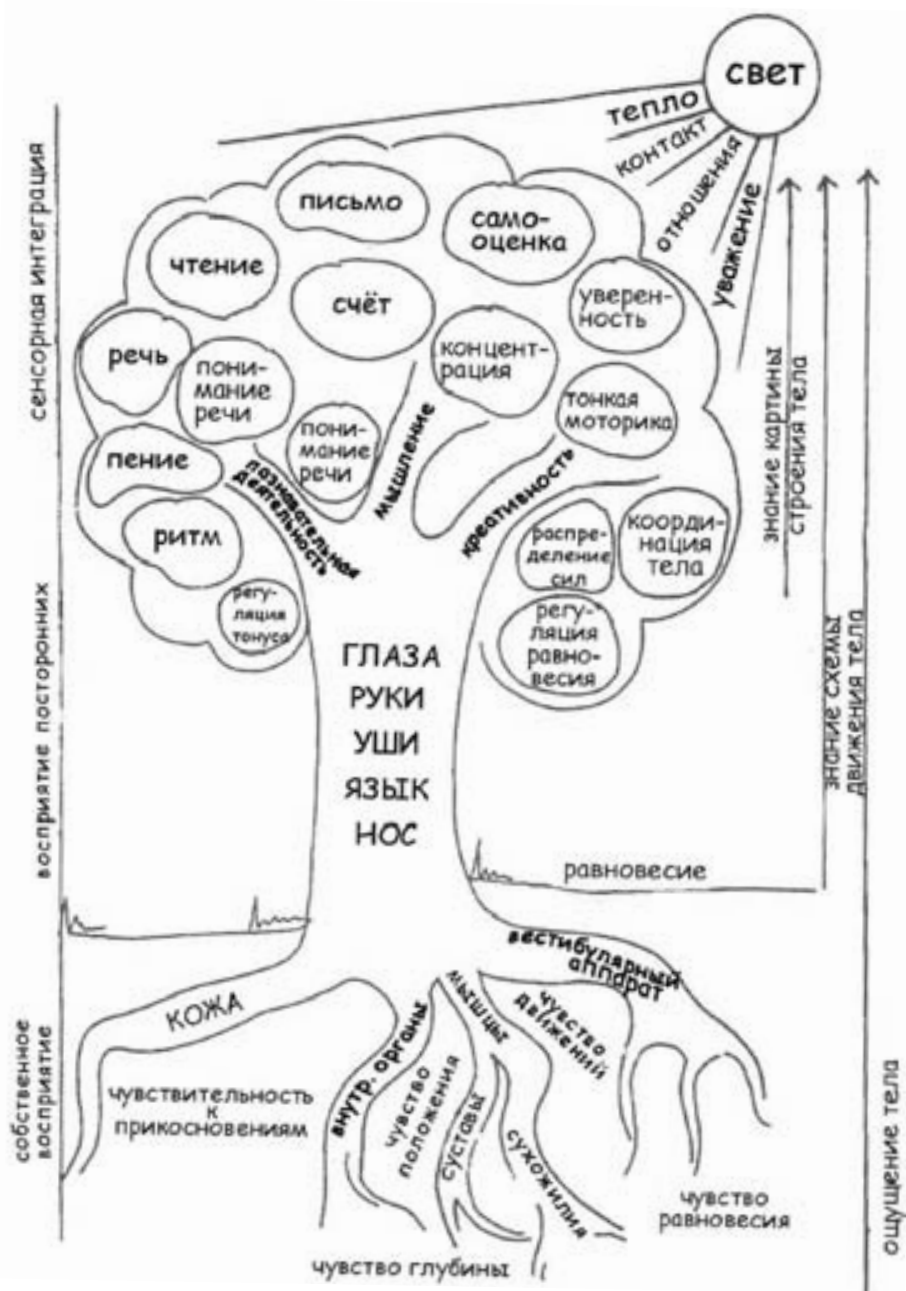 свет
тепло
контакт
отношения
уважение
сенсорная интеграция
восприятие посторонних
собственное
восприятие
письмо
само-
оценка
чтение
счёт
уверен-
ность
речь
пони-
мание
речи
концент-
рация
пони-
мание
речи
тонкая
моторика
пение
ритм
регу-
ляция
тонуса
познавательная
деятельность
мышление
креативность
распре-
деление
сил
коорди-
нация
тела
регу-
ляция
равно-
весия
знание картины
строения тела
знание схемы
движения тела
ощущение тела
ГЛАЗА
РУКИ
УШИ
ЯЗЫК
НОС
равновесие
вестибулярный
аппарат
КОЖА
чувствительность
к
прикосновениям
внутр. органы
чувство
положения
мышцы
суставы
сухожилия
чувство
движений
чувство
равновесия
чувство глубины